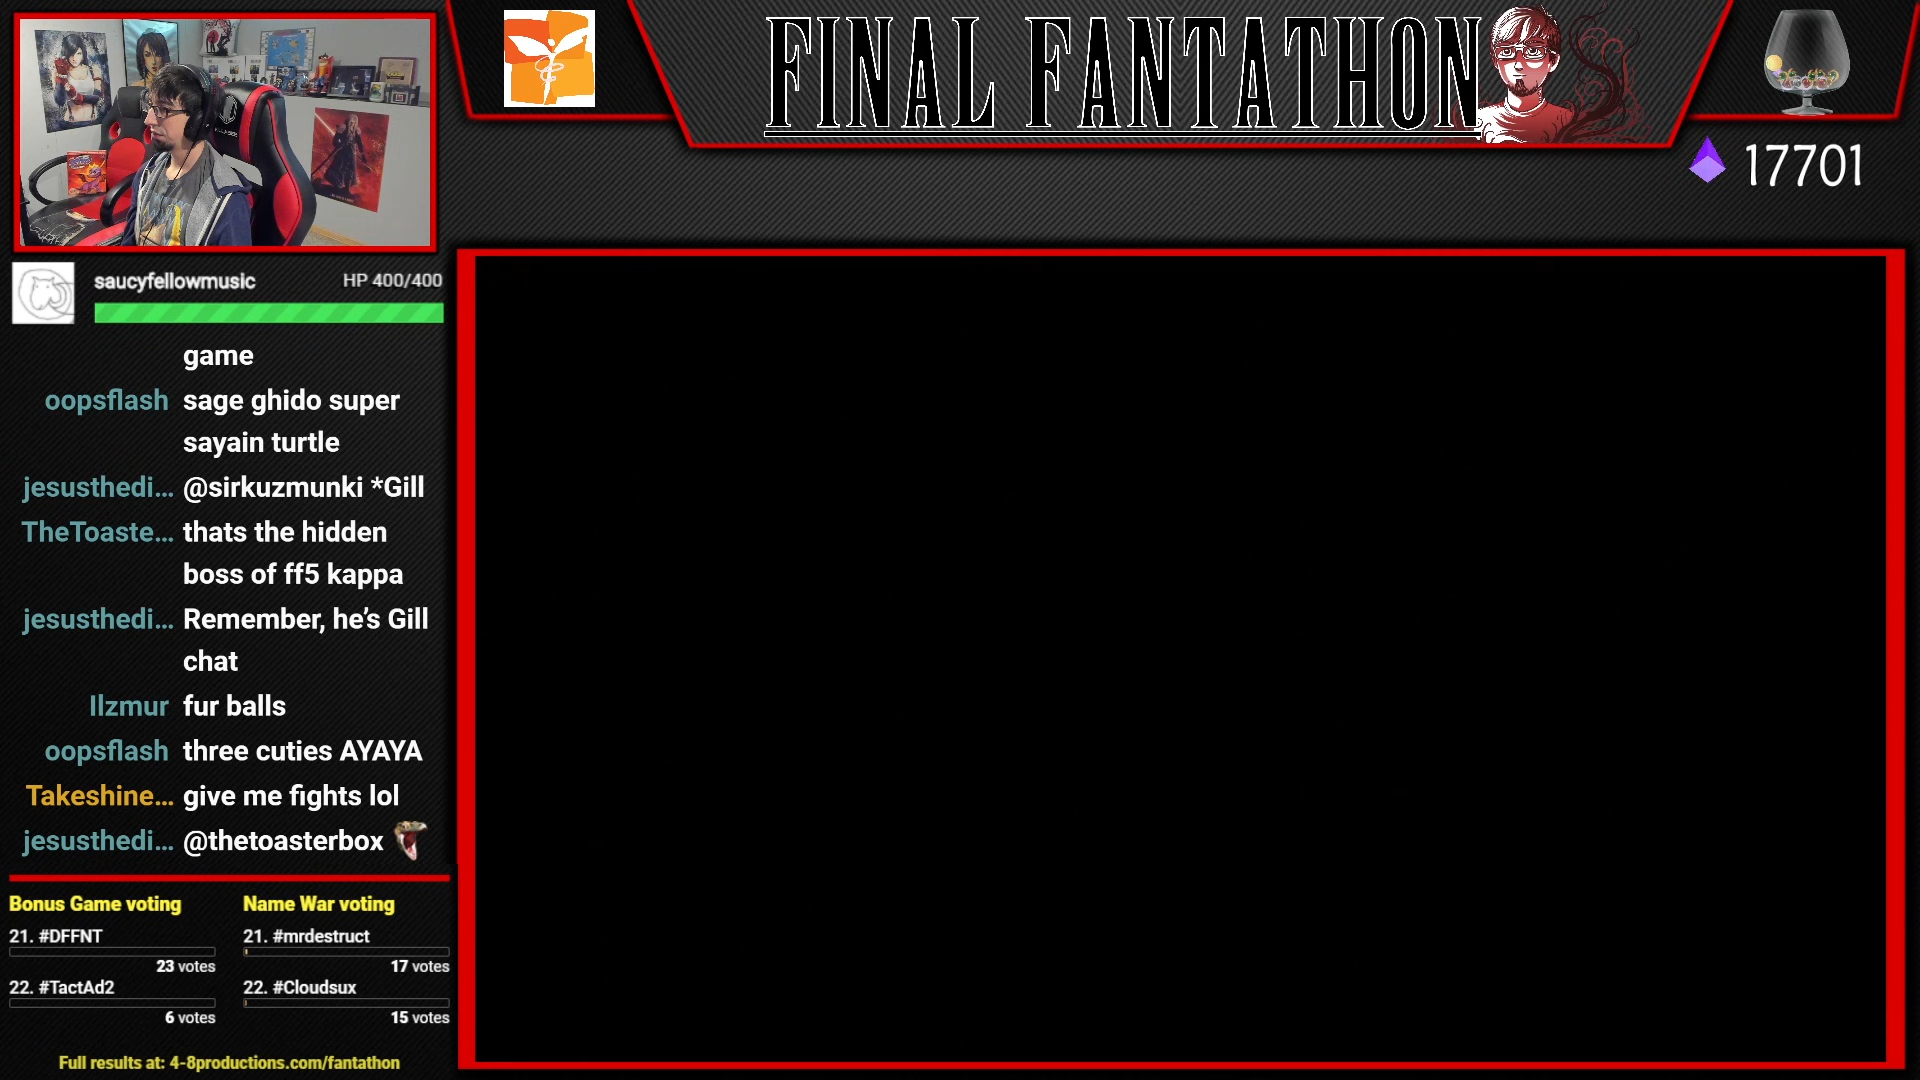 FINAL FANTATHON
17701
saucyfellowmusic HP 400/400
game
oopsflash sage ghido super
sayain turtle
jesusthedi... @sirkuzmunki *Gill
TheToaste... thats the hidden
boss of ff5 kappa
jesusthedi... Remember, he’s Gill
chat
Ilzmur fur balls
oopsflash three cuties AYAYA
Takeshine... give me fights lol
jesusthedi... @thetoasterbox
Bonus Game voting
21. #DFFNT
23 votes
22. #TactAd2
6 votes
Name War voting
21. #mrdestruct
17 votes
22. #Cloudsux
15 votes
Full results at: 4-8productions.com/fantathon